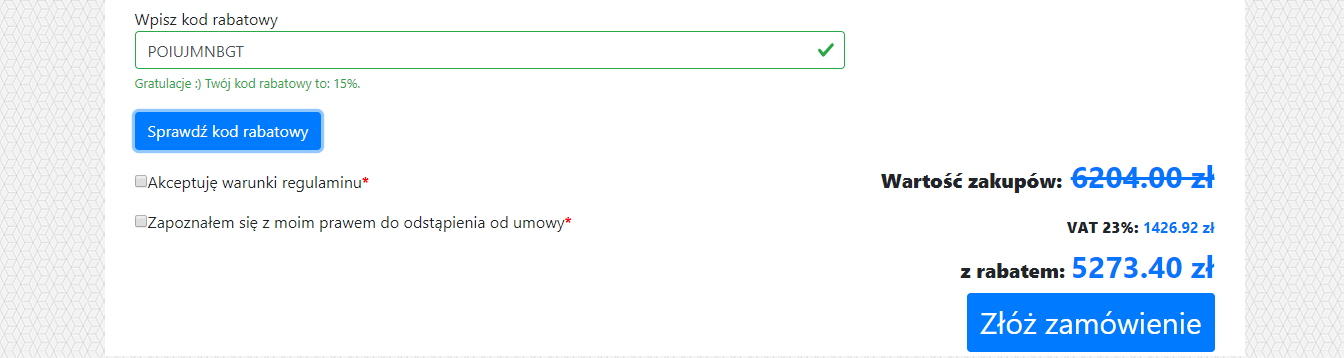 Wpisz kod rabatowy
POIUJMNBGT
Gratulacje :) Twój kod rabatowy to: 15%.
Sprawdź kod rabatowy
Akceptuję warunki regulaminu*
Zapoznałem się z moim prawem do odstąpienia od umowy*
Wartość zakupów: 6204.00 zł
VAT 23%: 1426.92 zł
z rabatem: 5273.40 zł
Złóż zamówienie